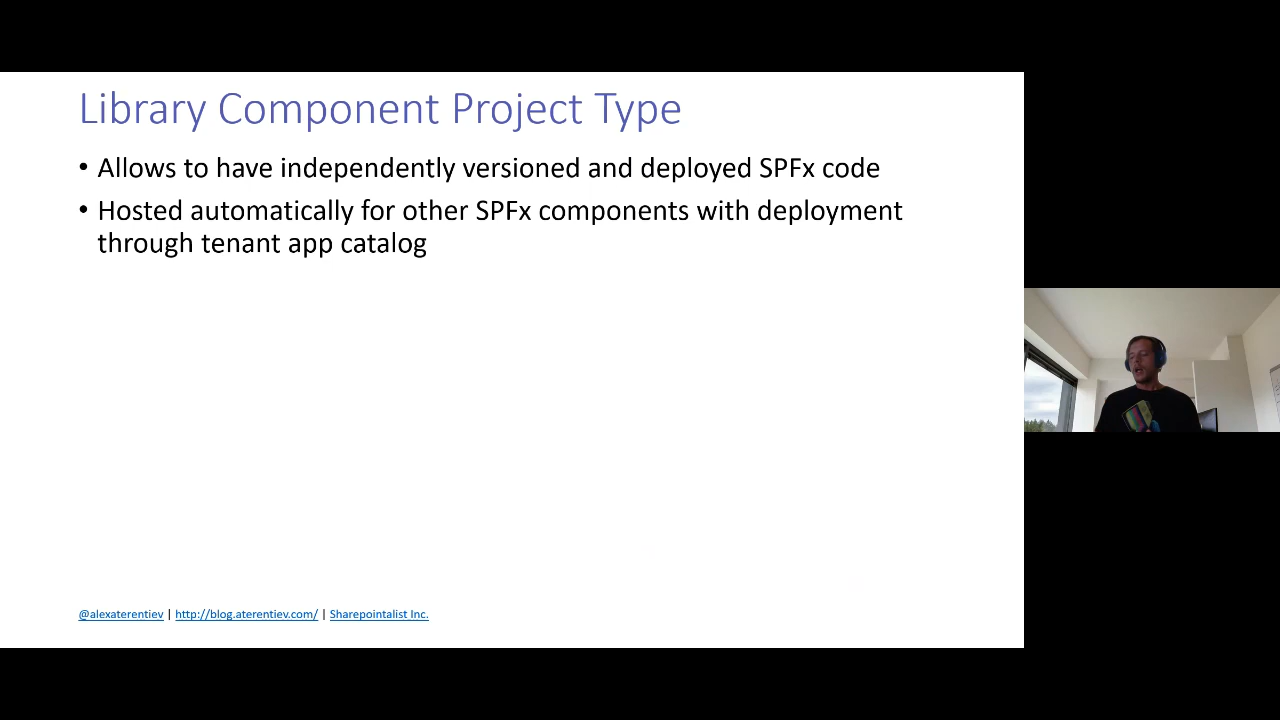 Library Component Project Type
• Allows to have independently versioned and deployed SPFx code
• Hosted automatically for other SPFx components with deployment
through tenant app catalog
@alexaterentiev | http://blog.aterentiev.com/ | Sharepointalist Inc.